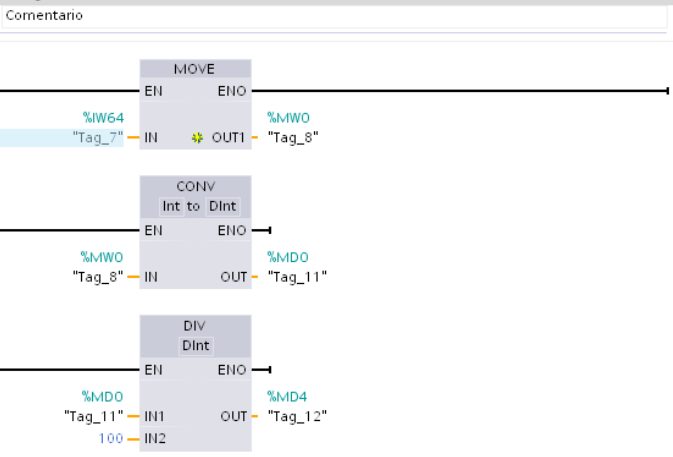 Comentario
MOVE
EN ENO
%IW64 %MW0
"Tag_7" IN OUT1 "Tag_8"
CONV
Int to DInt
EN ENO
%MW0 %MD0
"Tag_8" IN OUT "Tag_11"
DIV
DInt
EN ENO
%MD0 %MD4
"Tag_11" IN1 OUT "Tag_12"
100 IN2